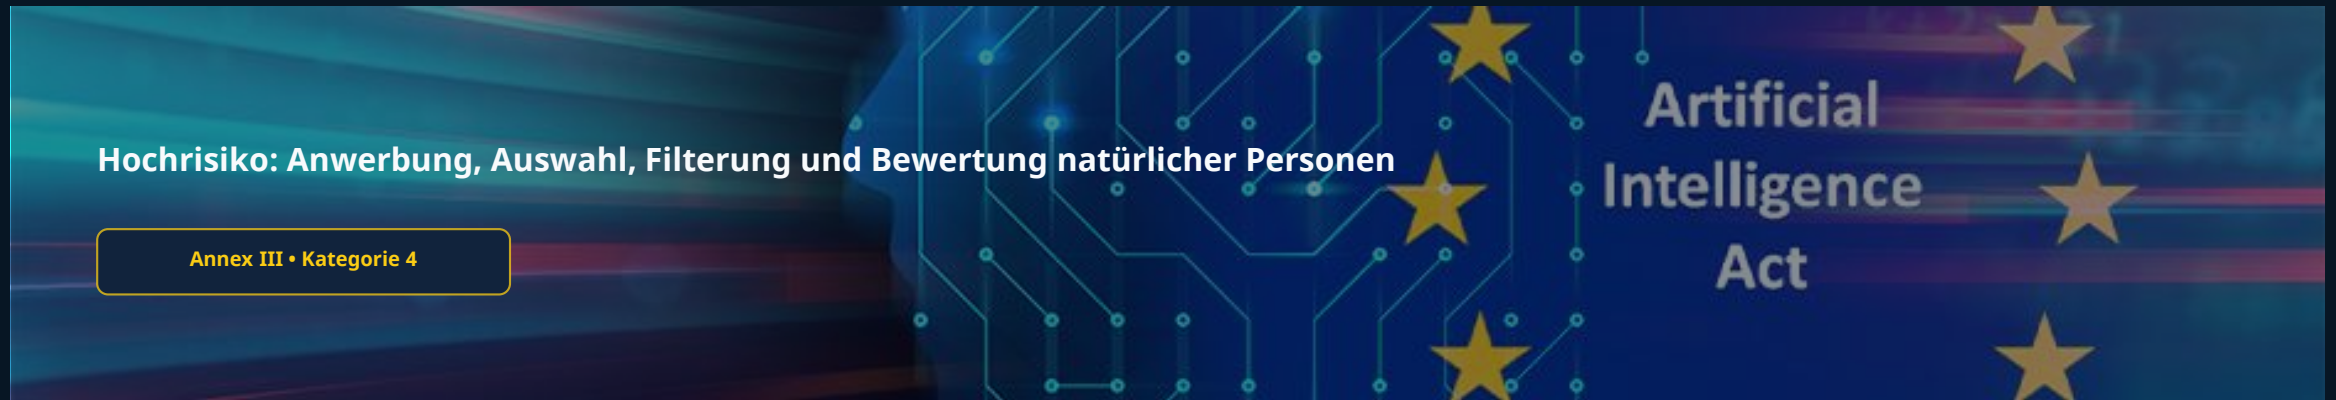 Hochrisiko: Anwerbung, Auswahl, Filterung und Bewertung natürlicher Personen
Annex III • Kategorie 4
Artificial
Intelligence
Act